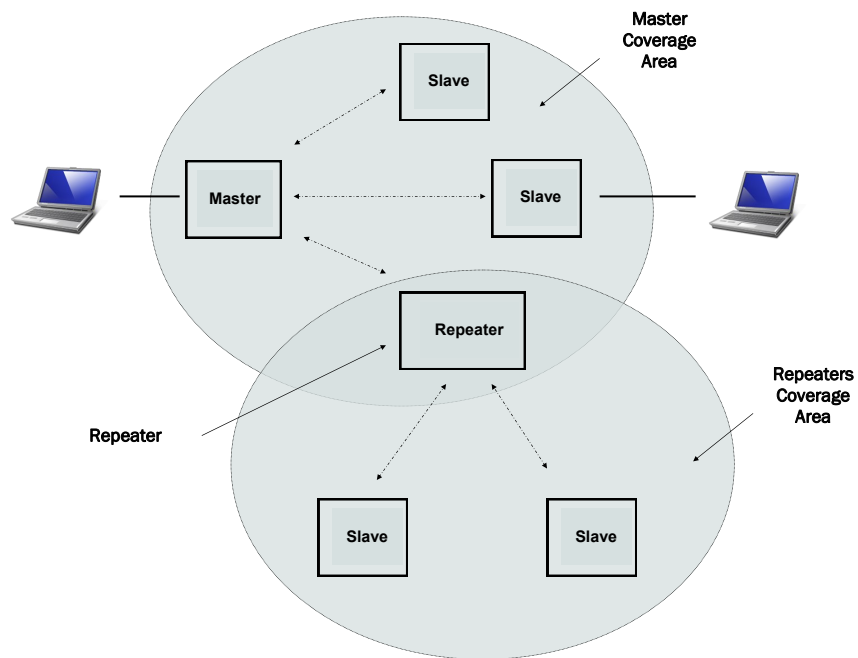 Master
Coverage
Area
Slave
Master
Slave
Repeater
Repeaters
Coverage
Area
Repeater
Slave
Slave